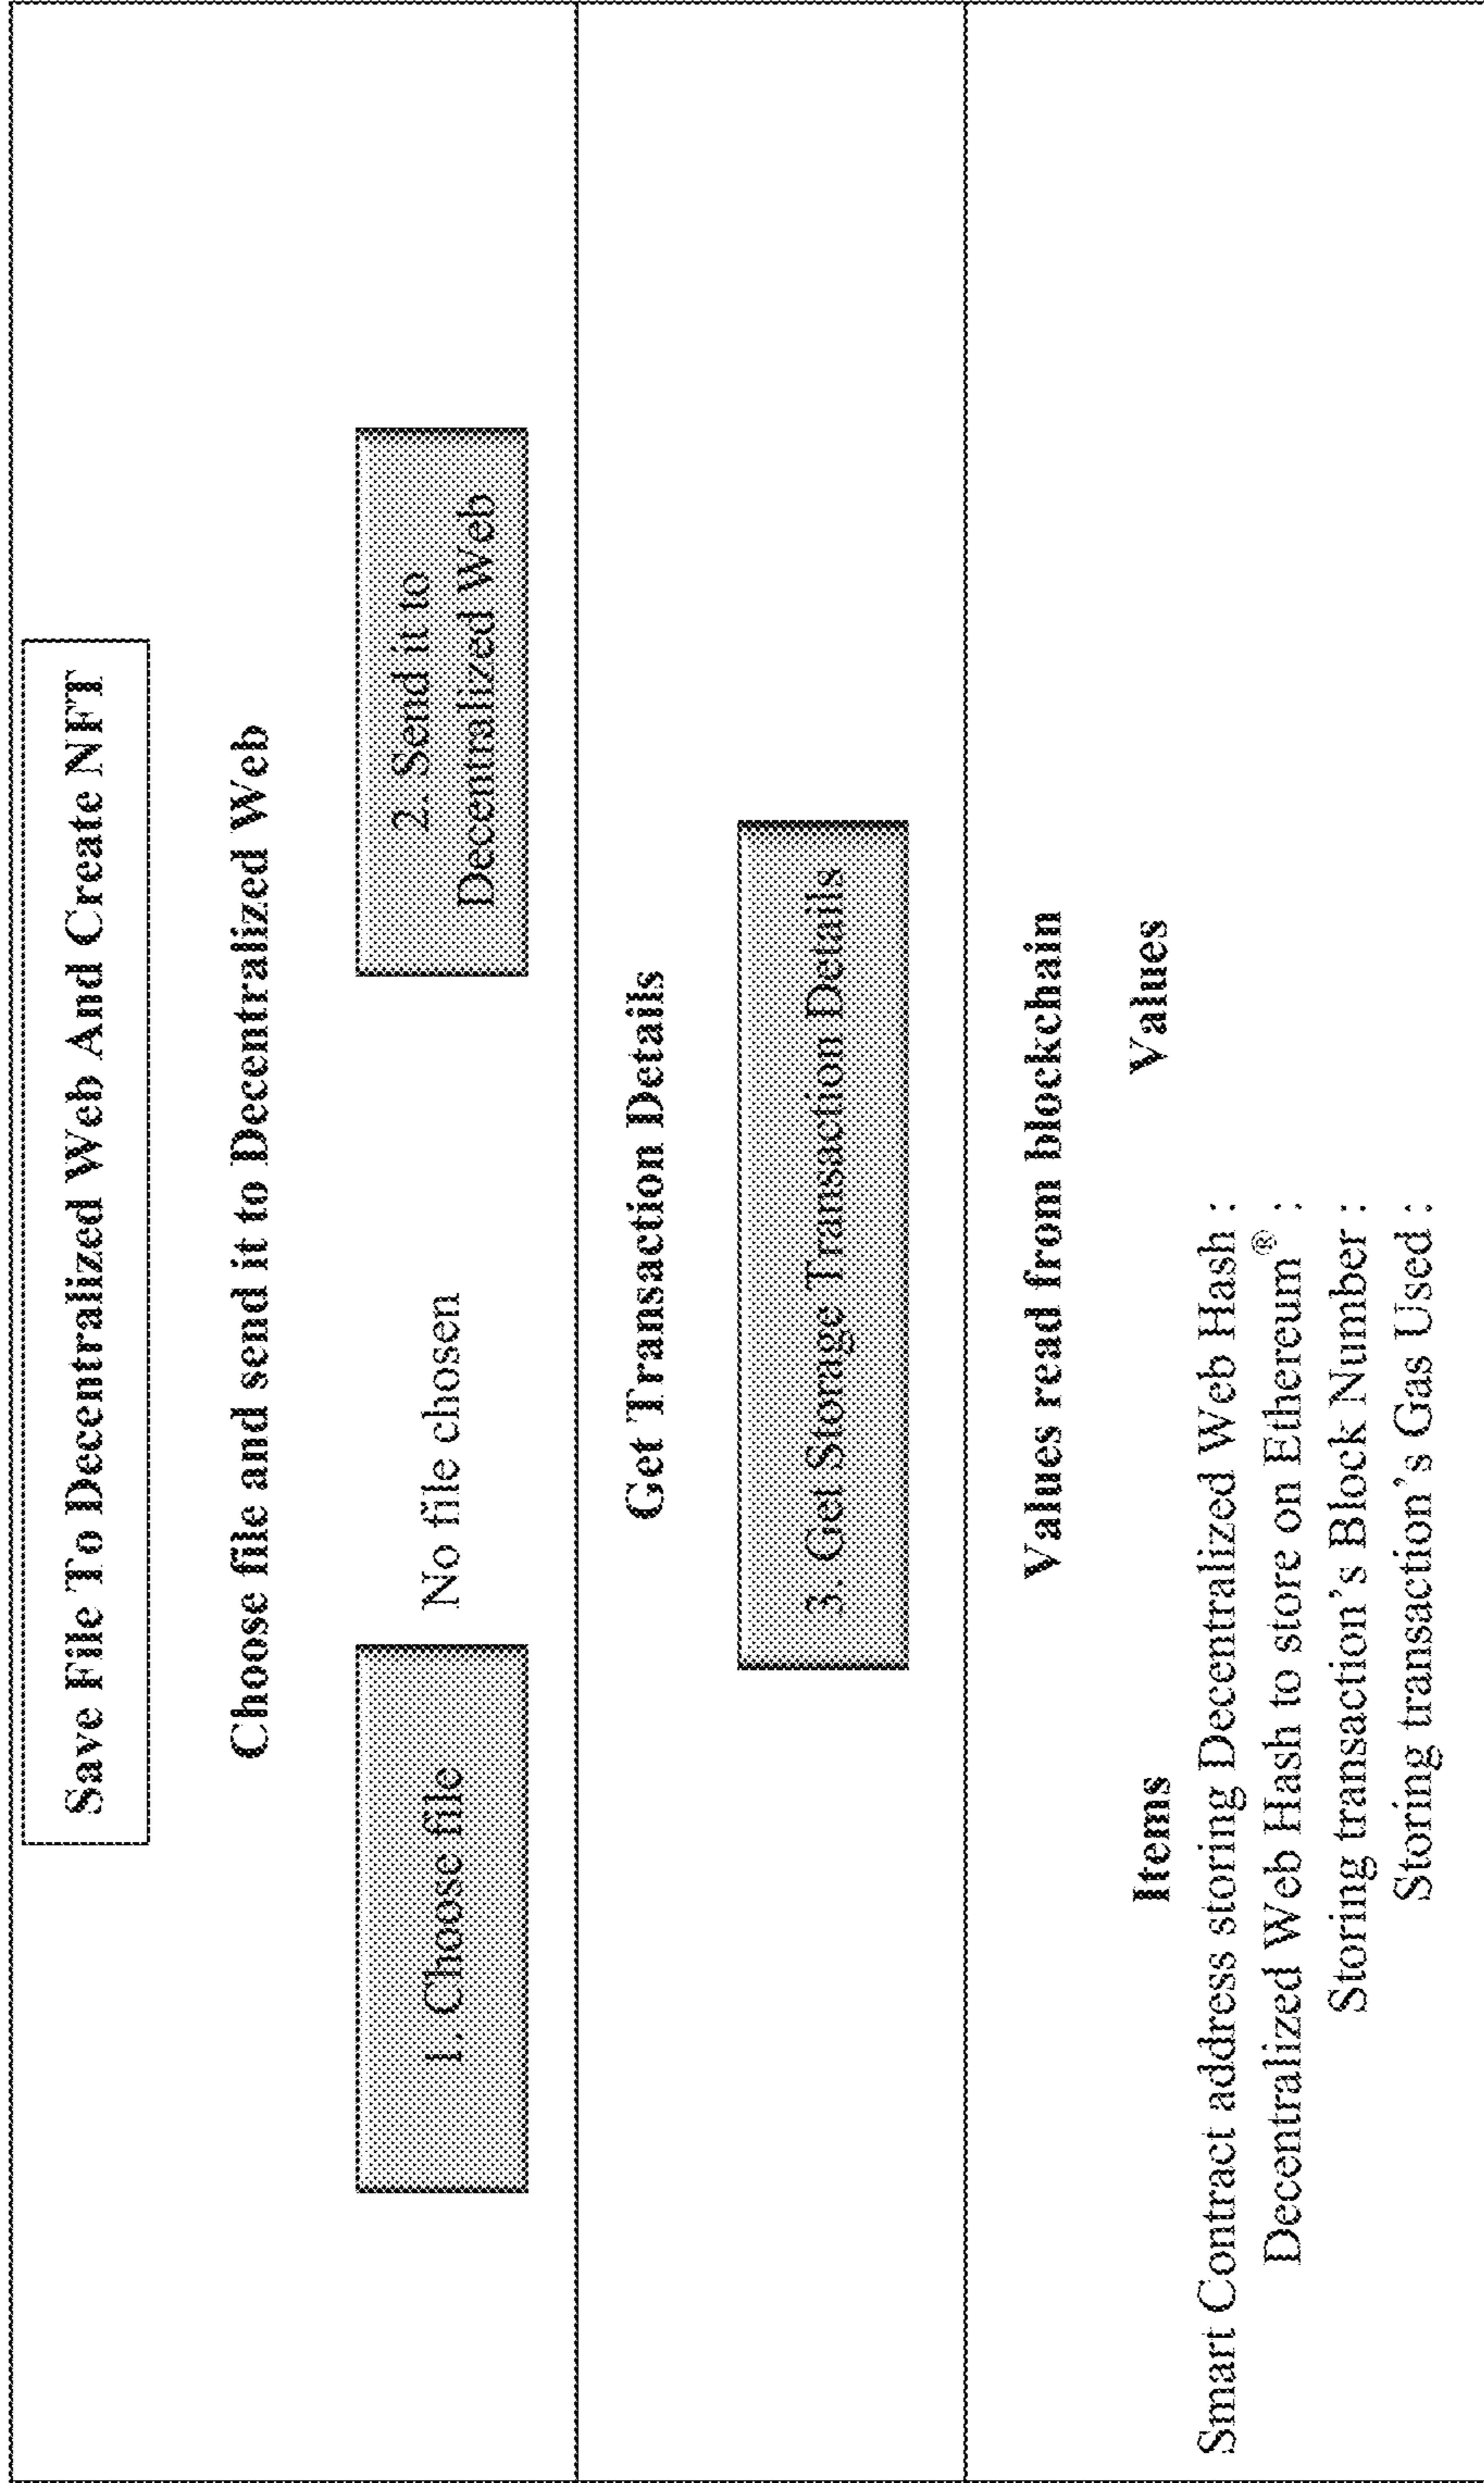 Save File To Decentralized Web And Create NFT
Choose file and send it to Decentralized Web
1. Choose file
No file chosen
2. Send it to
Decentralized Web
Get Transaction Details
3. Get Storage Transaction Details
Values read from blockchain
Items
Values
Smart Contract address storing Decentralized Web Hash :
Decentralized Web Hash to store on Ethereum® :
Storing transaction's Block Number :
Storing transaction's Gas Used :